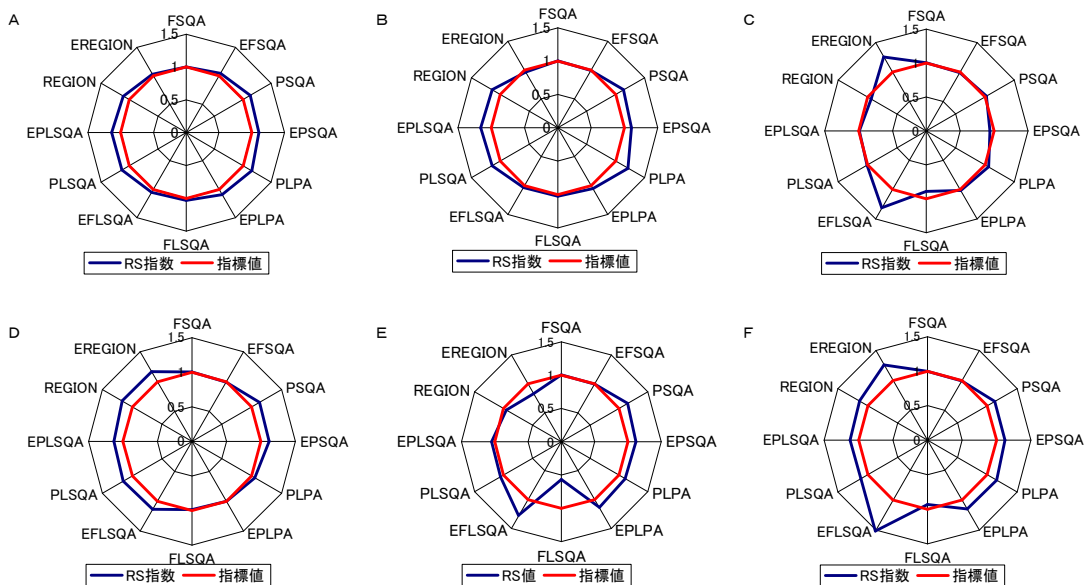 A
FSQA
1.5
EREGION
EFSQA
1
REGION
PSQA
0.5
EPLSQA
0
EPSQA
PLSQA
PLPA
EFLSQA
EPLPA
FLSQA
RS指数 指標値
B
FSQA
1.5
EREGION
EFSQA
1
REGION
PSQA
0.5
EPLSQA
0
EPSQA
PLSQA
PLPA
EFLSQA
EPLPA
FLSQA
RS指数 指標値
C
FSQA
1.5
EREGION
EFSQA
1
REGION
PSQA
0.5
EPLSQA
0
EPSQA
PLSQA
PLPA
EFLSQA
EPLPA
FLSQA
RS指数 指標値
D
FSQA
1.5
EREGION
EFSQA
1
REGION
PSQA
0.5
EPLSQA
0
EPSQA
PLSQA
PLPA
EFLSQA
EPLPA
FLSQA
RS指数 指標値
E
FSQA
1.5
EREGION
EFSQA
1
REGION
PSQA
0.5
EPLSQA
0
EPSQA
PLSQA
PLPA
EFLSQA
EPLPA
FLSQA
RS値 指標値
F
FSQA
1.5
EREGION
EFSQA
1
REGION
PSQA
0.5
EPLSQA
0
EPSQA
PLSQA
PLPA
EFLSQA
EPLPA
FLSQA
RS指数 指標値